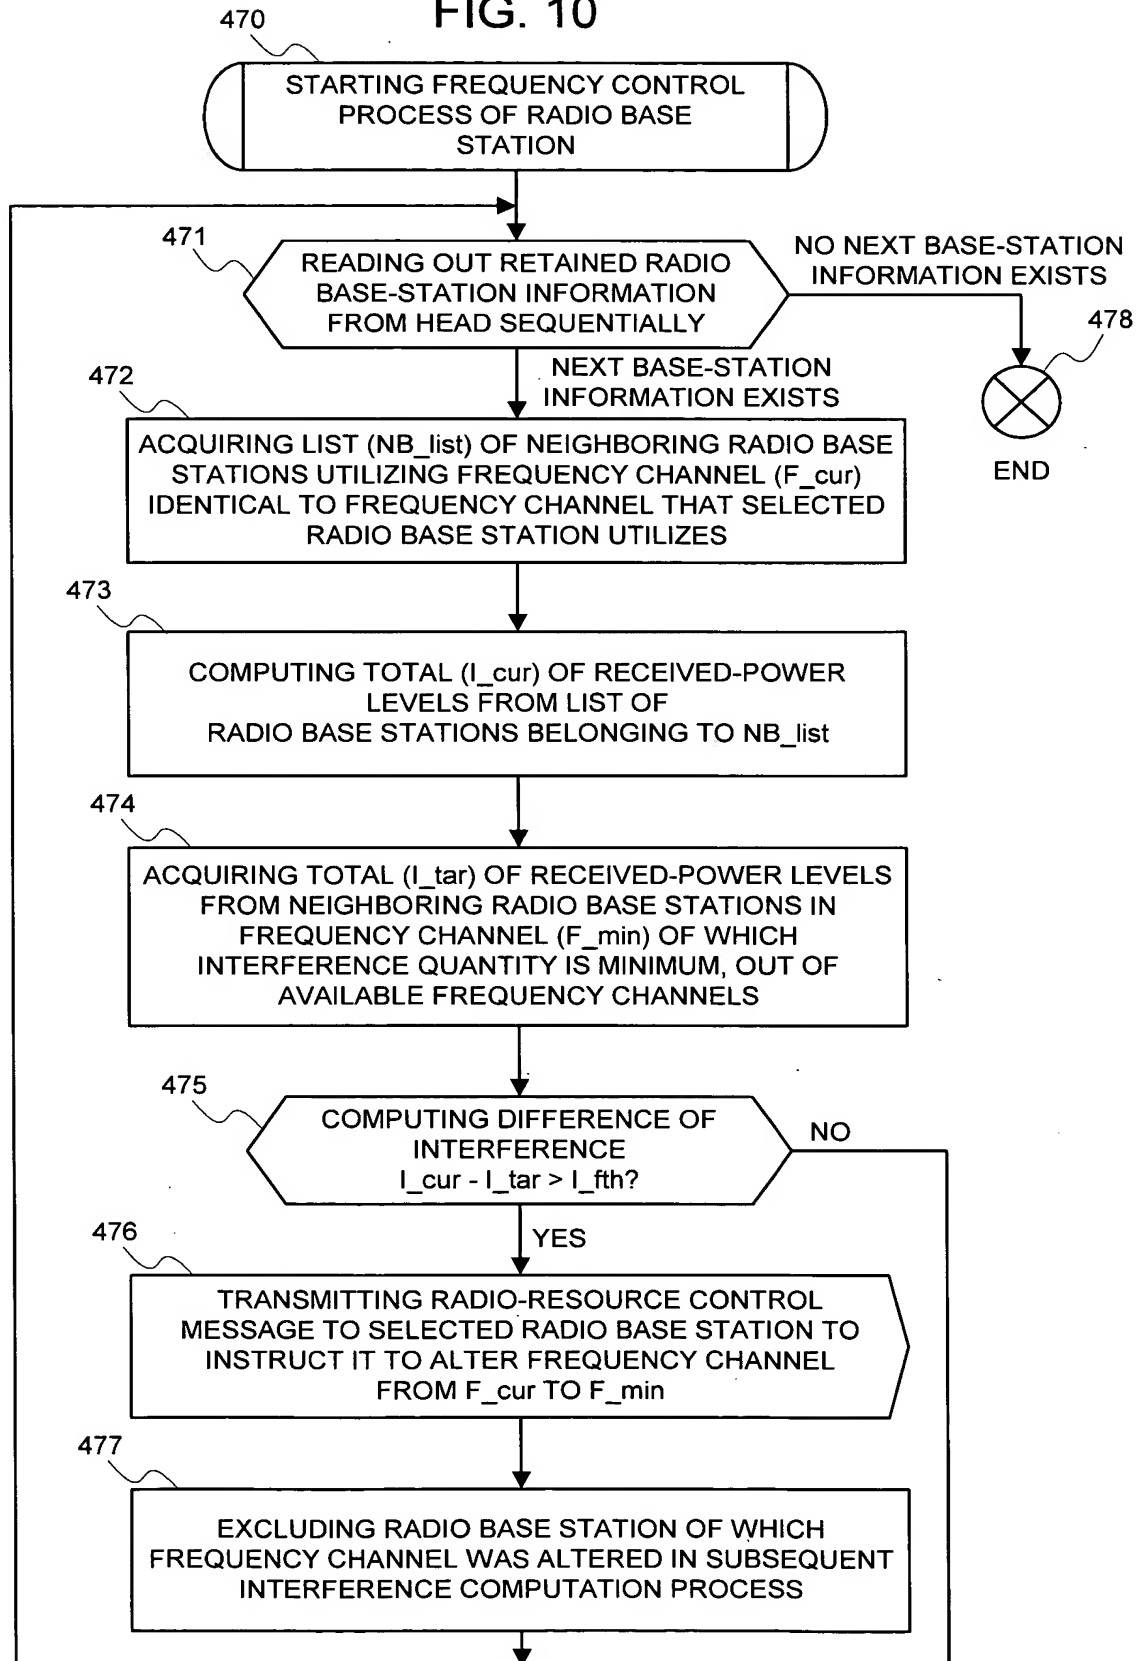 FIG. 10
470
STARTING FREQUENCY CONTROL
PROCESS OF RADIO BASE
STATION
471
READING OUT RETAINED RADIO
BASE-STATION INFORMATION
FROM HEAD SEQUENTIALLY
NO NEXT BASE-STATION
INFORMATION EXISTS
478
END
NEXT BASE-STATION
INFORMATION EXISTS
472
ACQUIRING LIST (NB_list) OF NEIGHBORING RADIO BASE
STATIONS UTILIZING FREQUENCY CHANNEL (F_cur)
IDENTICAL TO FREQUENCY CHANNEL THAT SELECTED
RADIO BASE STATION UTILIZES
473
COMPUTING TOTAL (I_cur) OF RECEIVED-POWER
LEVELS FROM LIST OF
RADIO BASE STATIONS BELONGING TO NB_list
474
ACQUIRING TOTAL (I_tar) OF RECEIVED-POWER LEVELS
FROM NEIGHBORING RADIO BASE STATIONS IN
FREQUENCY CHANNEL (F_min) OF WHICH
INTERFERENCE QUANTITY IS MINIMUM, OUT OF
AVAILABLE FREQUENCY CHANNELS
475
COMPUTING DIFFERENCE OF
INTERFERENCE
I_cur - I_tar > I_fth?
NO
YES
476
TRANSMITTING RADIO-RESOURCE CONTROL
MESSAGE TO SELECTED RADIO BASE STATION TO
INSTRUCT IT TO ALTER FREQUENCY CHANNEL
FROM F_cur TO F_min
477
EXCLUDING RADIO BASE STATION OF WHICH
FREQUENCY CHANNEL WAS ALTERED IN SUBSEQUENT
INTERFERENCE COMPUTATION PROCESS